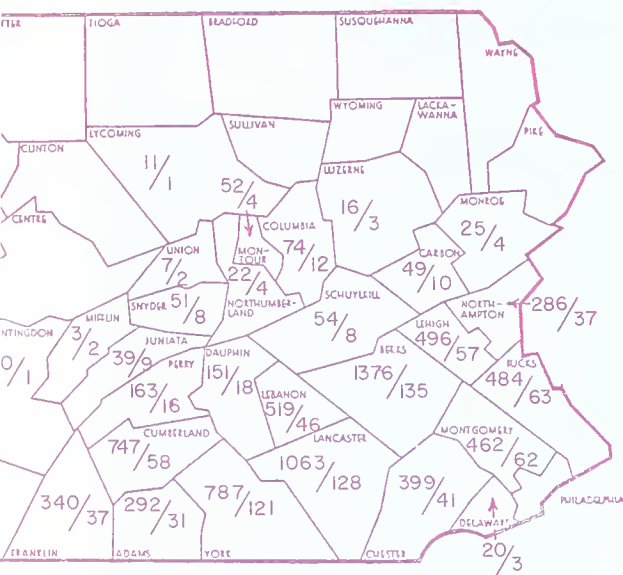 TIOGA
BRADFORD
SUSQUEHANNA
WAYNE
WYOMING
LACKA-
WANNA
SULLIVAN
LYCOMING
PIKE
CLINTON
11/1
LUZERNE
52/4
16/3
MONROE
25/4
CENTRE
COLUMBIA
74/12
UNION
7/2
MON-
TOUR
CARBON
49/10
22/4
NORTHUMBER-
LAND
SCHUYLKILL
54/8
NORTH-
AMPTON
286/37
SNYDER
51/8
MIFFLIN
3/2
NTINGDON
0/1
JUNIATA
39/9
LEHIGH
496/57
PERRY
163/16
DAUPHIN
151/18
BERKS
1376/135
BUCKS
484/63
LEBANON
519/46
CUMBERLAND
747/58
LANCASTER
1063/128
MONTGOMERY
462/62
340/37
292/31
787/121
399/41
PHILADELPHIA
DELAWARE
20/3
FRANKLIN
ADAMS
YORK
CHESTER